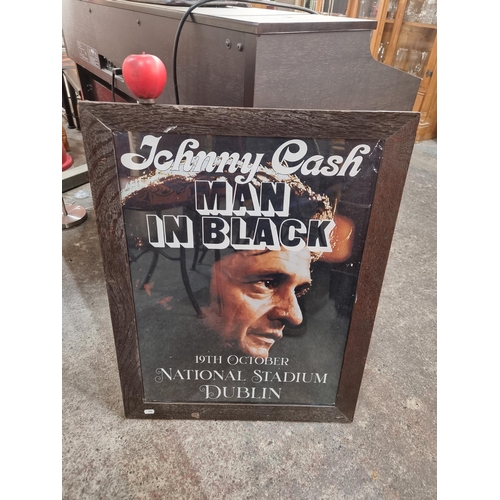 Johnny Cash
MAN
IN BLACK
19TH OCTOBER
NATIONAL STADIUM
DUBLIN